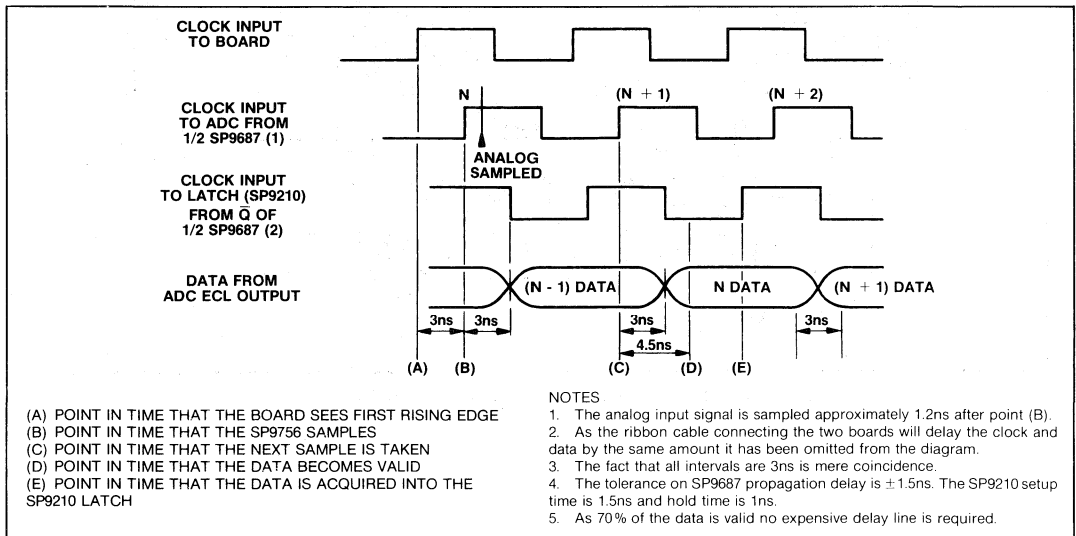 CLOCK INPUT
TO BOARD
N
(N + 1)
(N + 2)
CLOCK INPUT
TO ADC FROM
1/2 SP9687 (1)
ANALOG
SAMPLED
CLOCK INPUT
TO LATCH (SP9210)
FROM Q̅ OF
1/2 SP9687 (2)
DATA FROM
ADC ECL OUTPUT
(N - 1) DATA
N DATA
(N + 1) DATA
3ns
3ns
3ns
3ns
4.5ns
(A)
(B)
(C)
(D)
(E)
(A) POINT IN TIME THAT THE BOARD SEES FIRST RISING EDGE
(B) POINT IN TIME THAT THE SP9756 SAMPLES
(C) POINT IN TIME THAT THE NEXT SAMPLE IS TAKEN
(D) POINT IN TIME THAT THE DATA BECOMES VALID
(E) POINT IN TIME THAT THE DATA IS ACQUIRED INTO THE
SP9210 LATCH
NOTES
1. The analog input signal is sampled approximately 1.2ns after point (B).
2. As the ribbon cable connecting the two boards will delay the clock and
data by the same amount it has been omitted from the diagram.
3. The fact that all intervals are 3ns is mere coincidence.
4. The tolerance on SP9687 propagation delay is ±1.5ns. The SP9210 setup
time is 1.5ns and hold time is 1ns.
5. As 70% of the data is valid no expensive delay line is required.